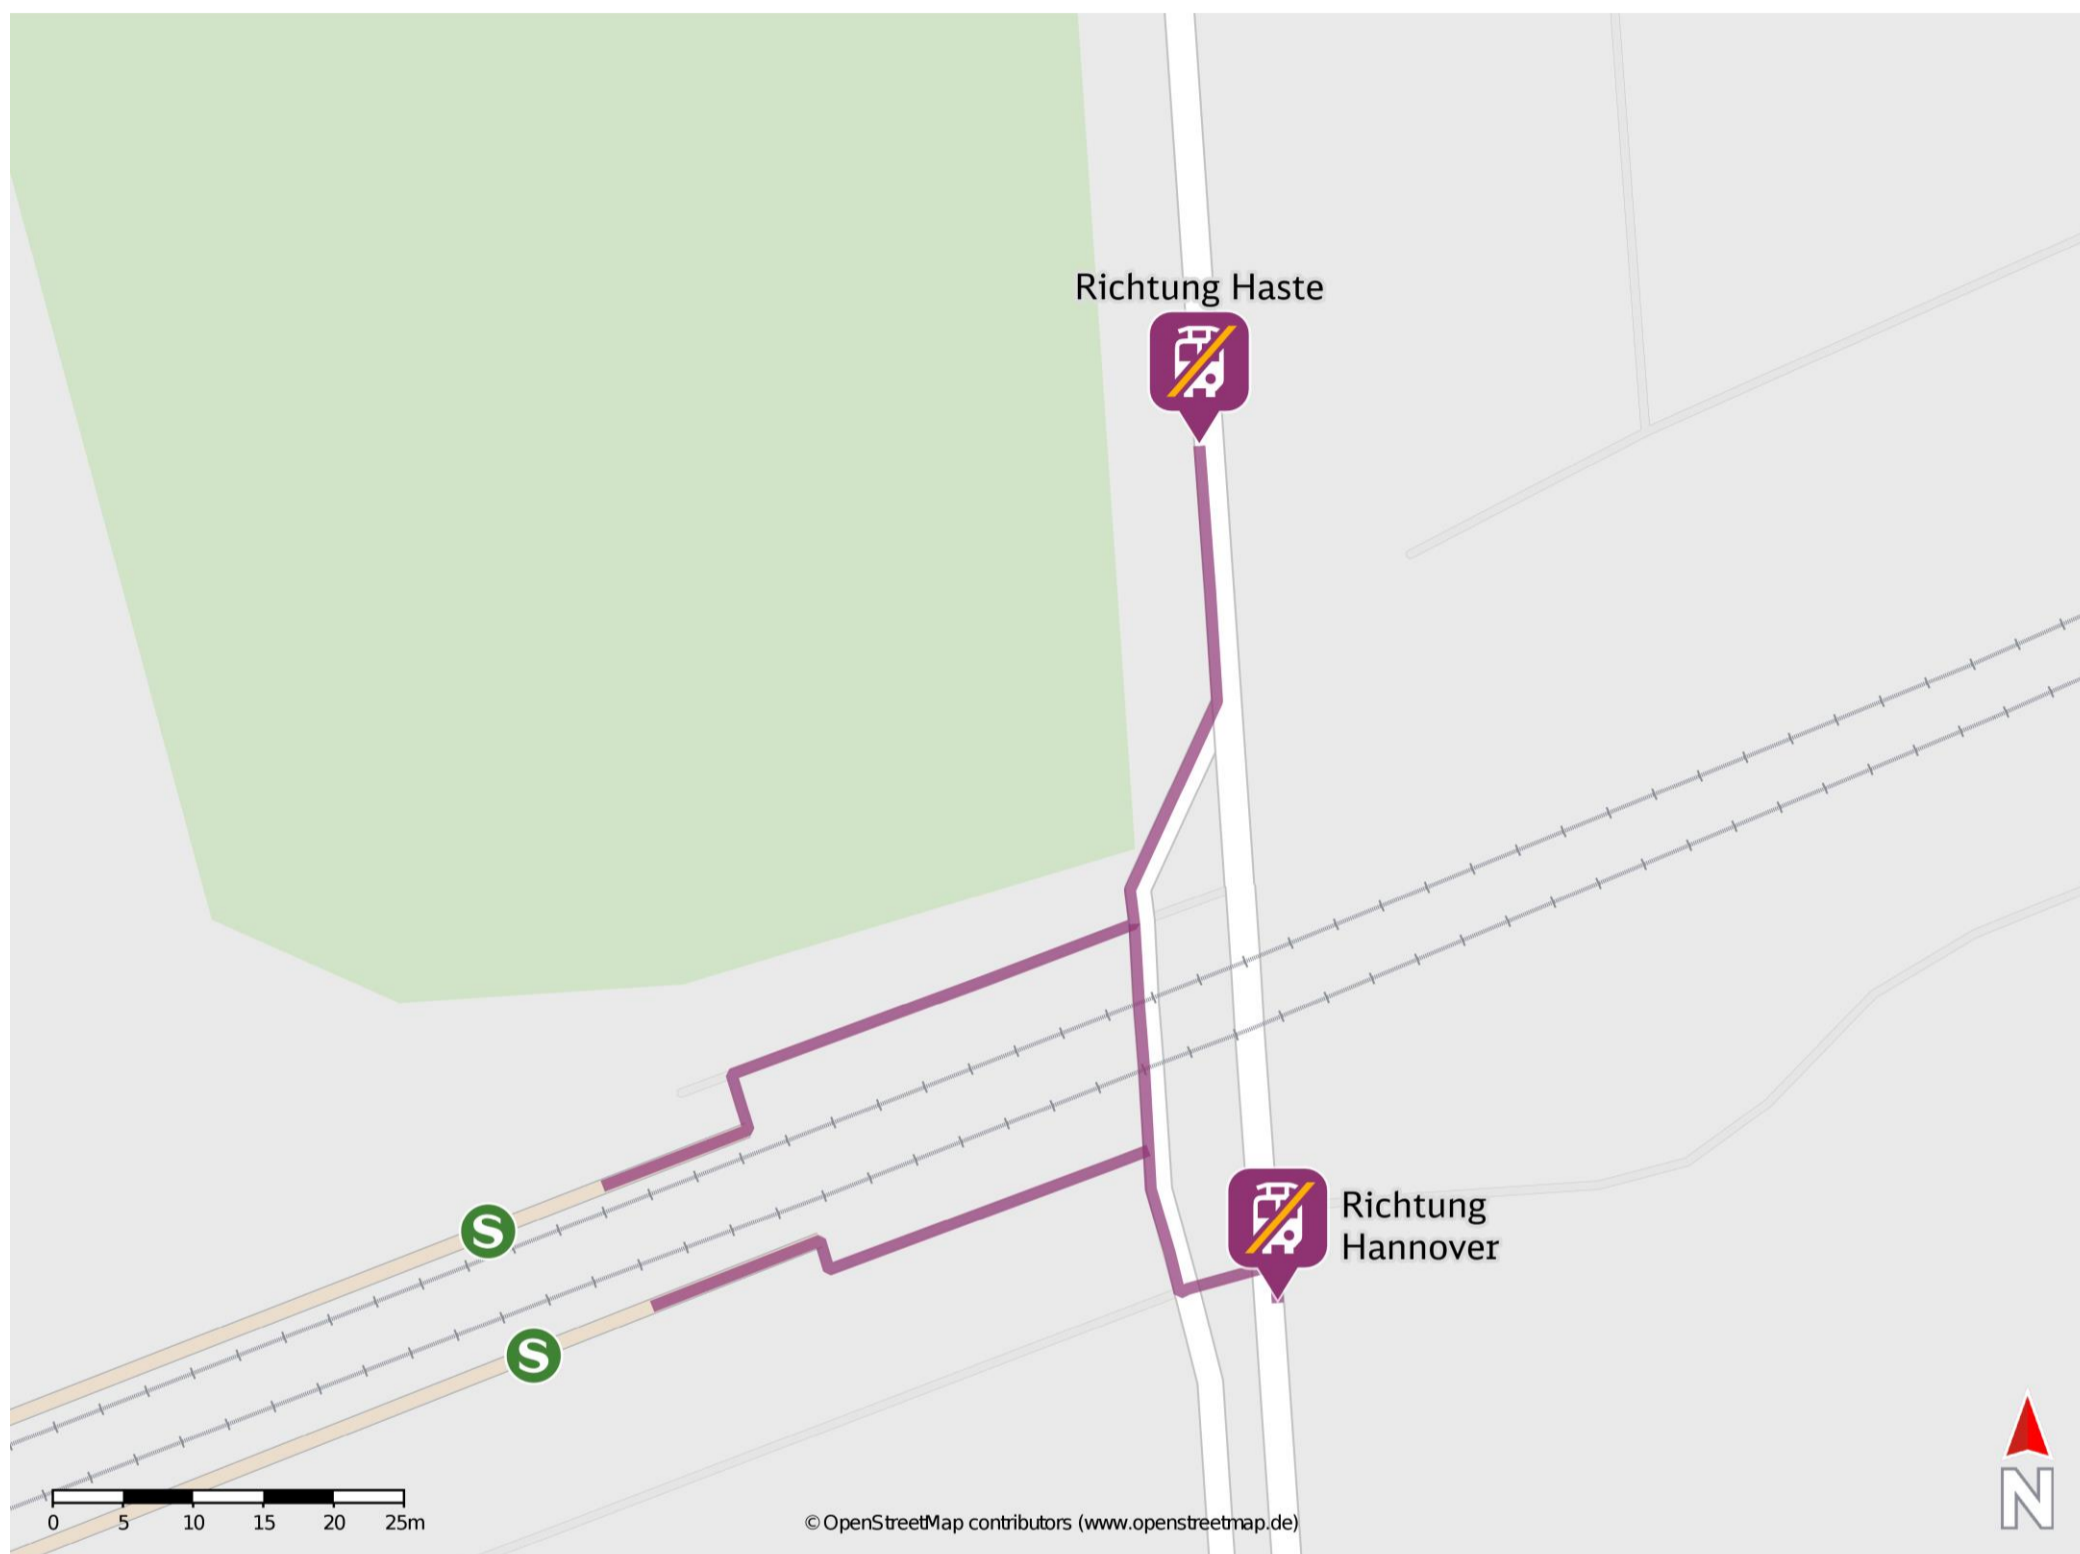 Richtung Haste
S
Richtung
Hannover
S
0 5 10 15 20 25m
© OpenStreetMap contributors (www.openstreetmap.de)
N